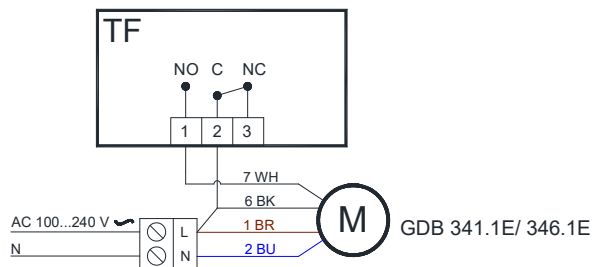 TF
NO C NC
1 2 3
7 WH
6 BK
AC 100...240 V
L
1 BR
M
GDB 341.1E/ 346.1E
N
N
2 BU